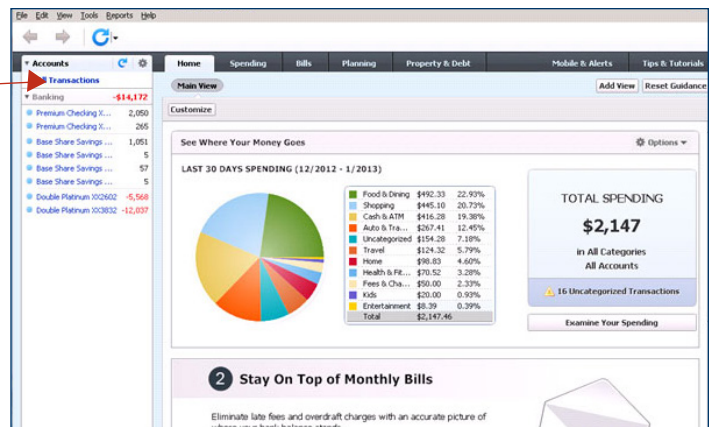 File Edit View Tools Reports Help
Accounts
All Transactions
Banking -$14,172
Premium Checking X... 2,050
Premium Checking X... 265
Base Share Savings ... 1,051
Base Share Savings ... 5
Base Share Savings ... 57
Base Share Savings ... 5
Double Platinum XX2602 -5,568
Double Platinum XX3832 -12,037
Home Spending Bills Planning Property & Debt Mobile & Alerts Tips & Tutorials
Main View Add View Reset Guidance
Customize
See Where Your Money Goes Options
LAST 30 DAYS SPENDING (12/2012 - 1/2013)
Food & Dining $492.33 22.93%
Shopping $445.10 20.73%
Cash & ATM $416.28 19.38%
Auto & Tra... $267.41 12.45%
Uncategorized $154.28 7.18%
Travel $124.32 5.79%
Home $98.83 4.60%
Health & Fit... $70.52 3.28%
Fees & Cha... $50.00 2.33%
Kids $20.00 0.93%
Entertainment $8.39 0.39%
Total $2,147.46
TOTAL SPENDING
$2,147
in All Categories
All Accounts
16 Uncategorized Transactions
Examine Your Spending
2 Stay On Top of Monthly Bills
Eliminate late fees and overdraft charges with an accurate picture of
where your bank balance stands